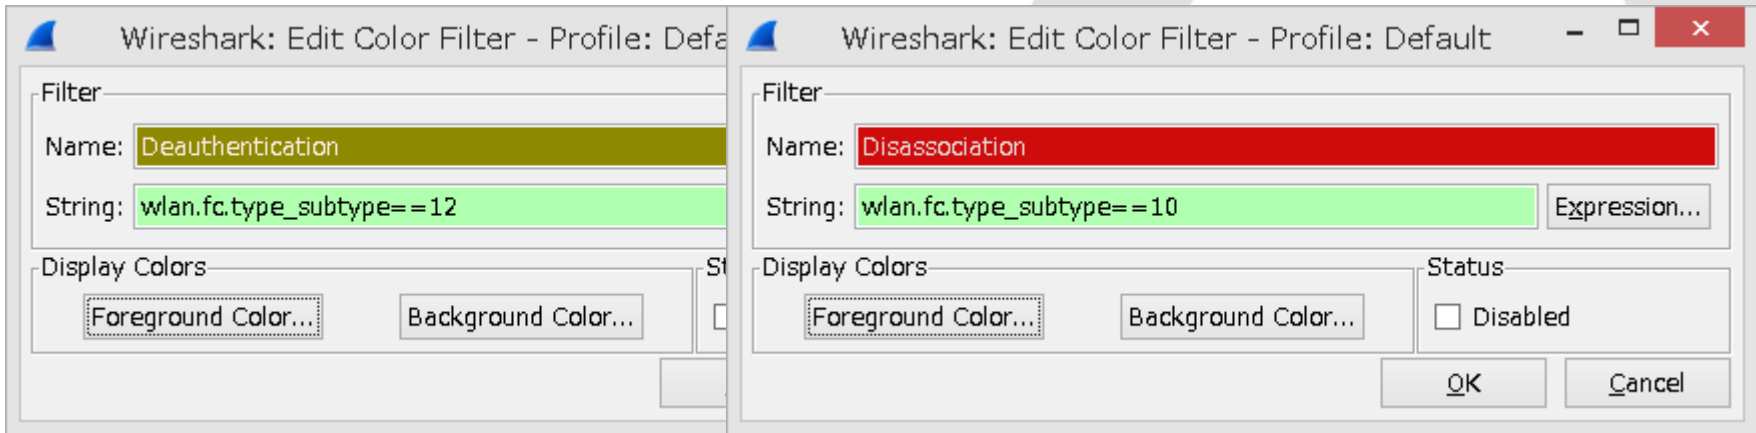 Wireshark: Edit Color Filter - Profile: Defa
Filter
Name: Deauthentication
String: wlan.fc.type_subtype==12
Display Colors
St
Foreground Color...
Background Color...
Wireshark: Edit Color Filter - Profile: Default
Filter
Name: Disassociation
String: wlan.fc.type_subtype==10
Expression...
Display Colors
Status
Foreground Color...
Background Color...
Disabled
OK
Cancel